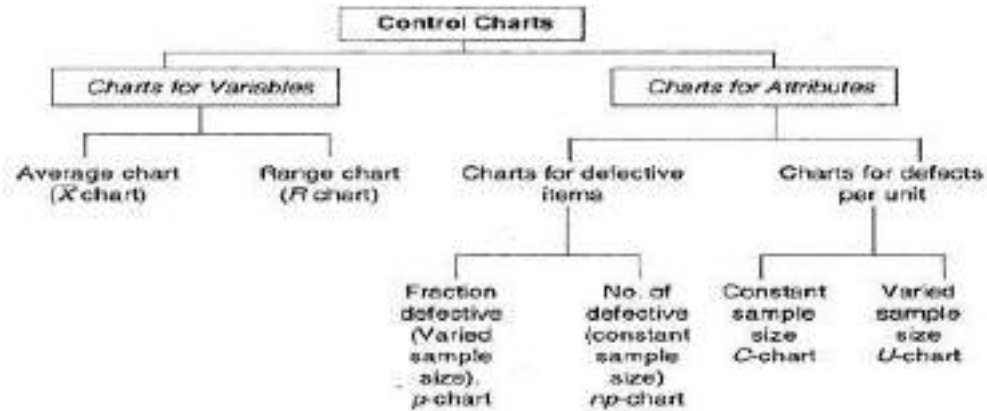 Control Charts
Charts for Variables
Charts for Attributes
Average chart
(X̄ chart)
Range chart
(R chart)
Charts for defective
items
Charts for defects
per unit
Fraction
defective
(Varied
sample
size).
p-chart
No. of
defective
(constant
sample
size)
np-chart
Constant
sample
size
C-chart
Varied
sample
size
U-chart